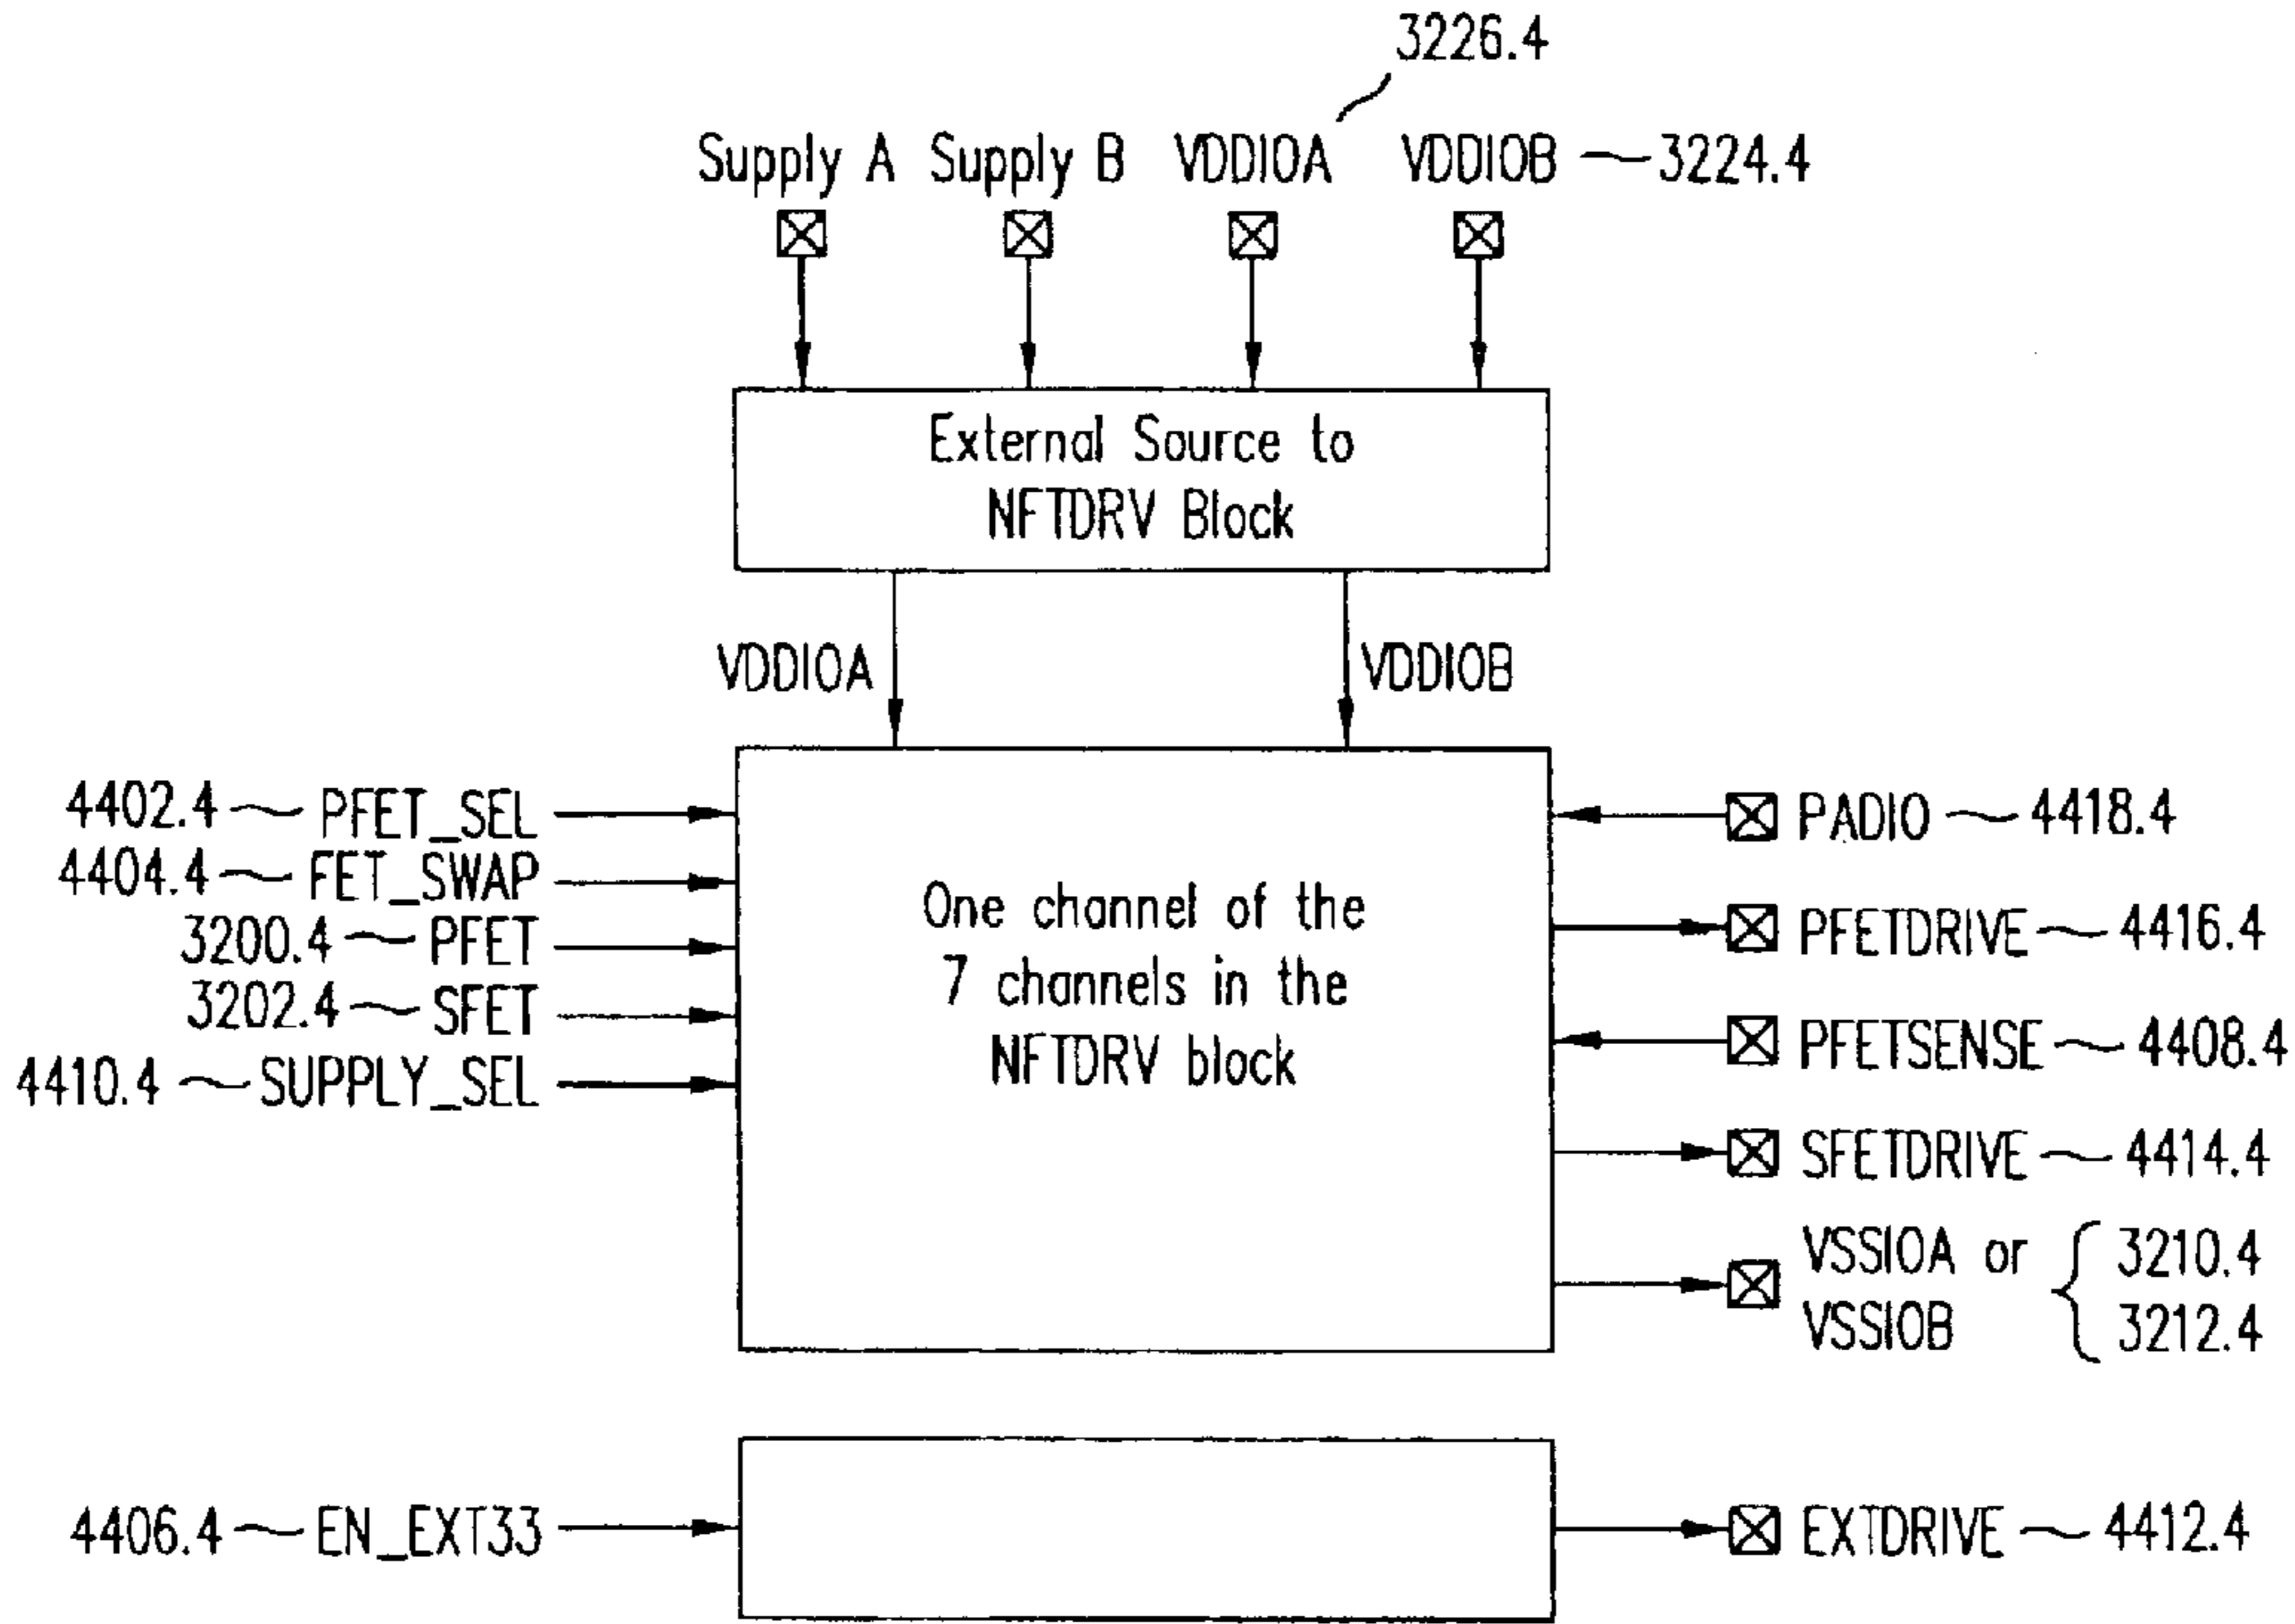 3226.4
Supply A Supply B VDDIOA VDDIOB 3224.4
External Source to
NFTDRV Block
VDDIOA VDDIOB
4402.4 PFET_SEL
4404.4 FET_SWAP
3200.4 PFET
3202.4 SFET
4410.4 SUPPLY_SEL
One channel of the
7 channels in the
NFTDRV block
PADIO 4418.4
PFETDRIVE 4416.4
PFETSENSE 4408.4
SFETDRIVE 4414.4
VSSIOA or 3210.4
VSSIOB 3212.4
4406.4 EN_EXT33
EXTDRIVE 4412.4